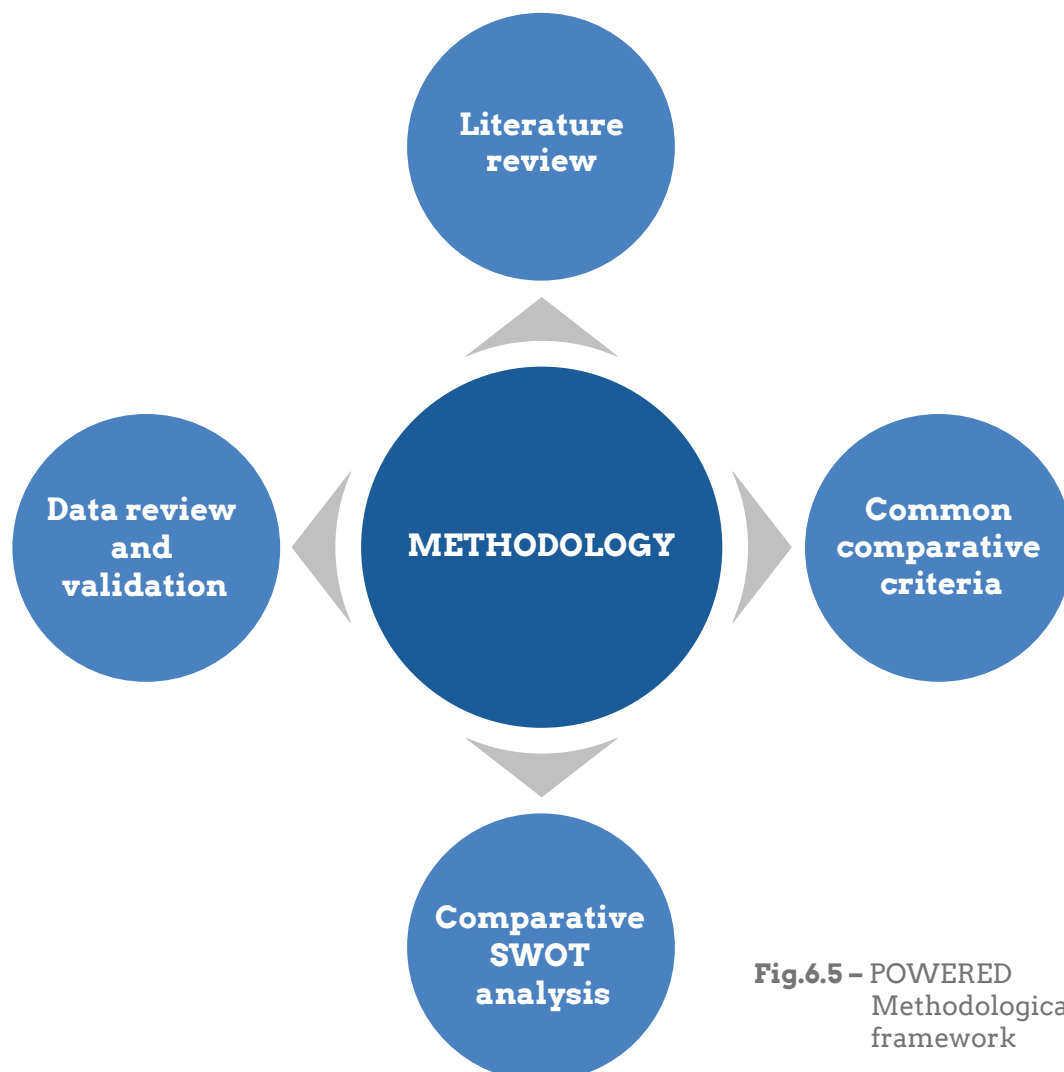 Literature
review
Data review
and
validation
METHODOLOGY
Common
comparative
criteria
Comparative
SWOT
analysis
Fig.6.5 – POWERED
Methodologica
framework